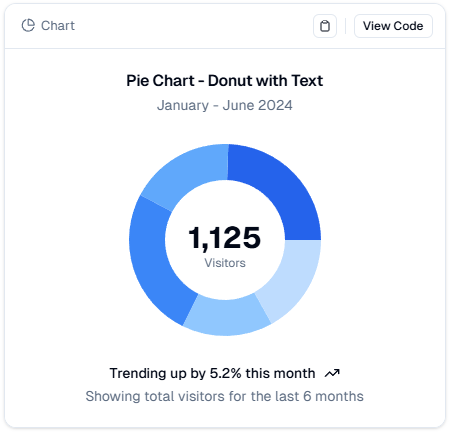 Chart
View Code
Pie Chart - Donut with Text
January - June 2024
1,125
Visitors
Trending up by 5.2% this month
Showing total visitors for the last 6 months